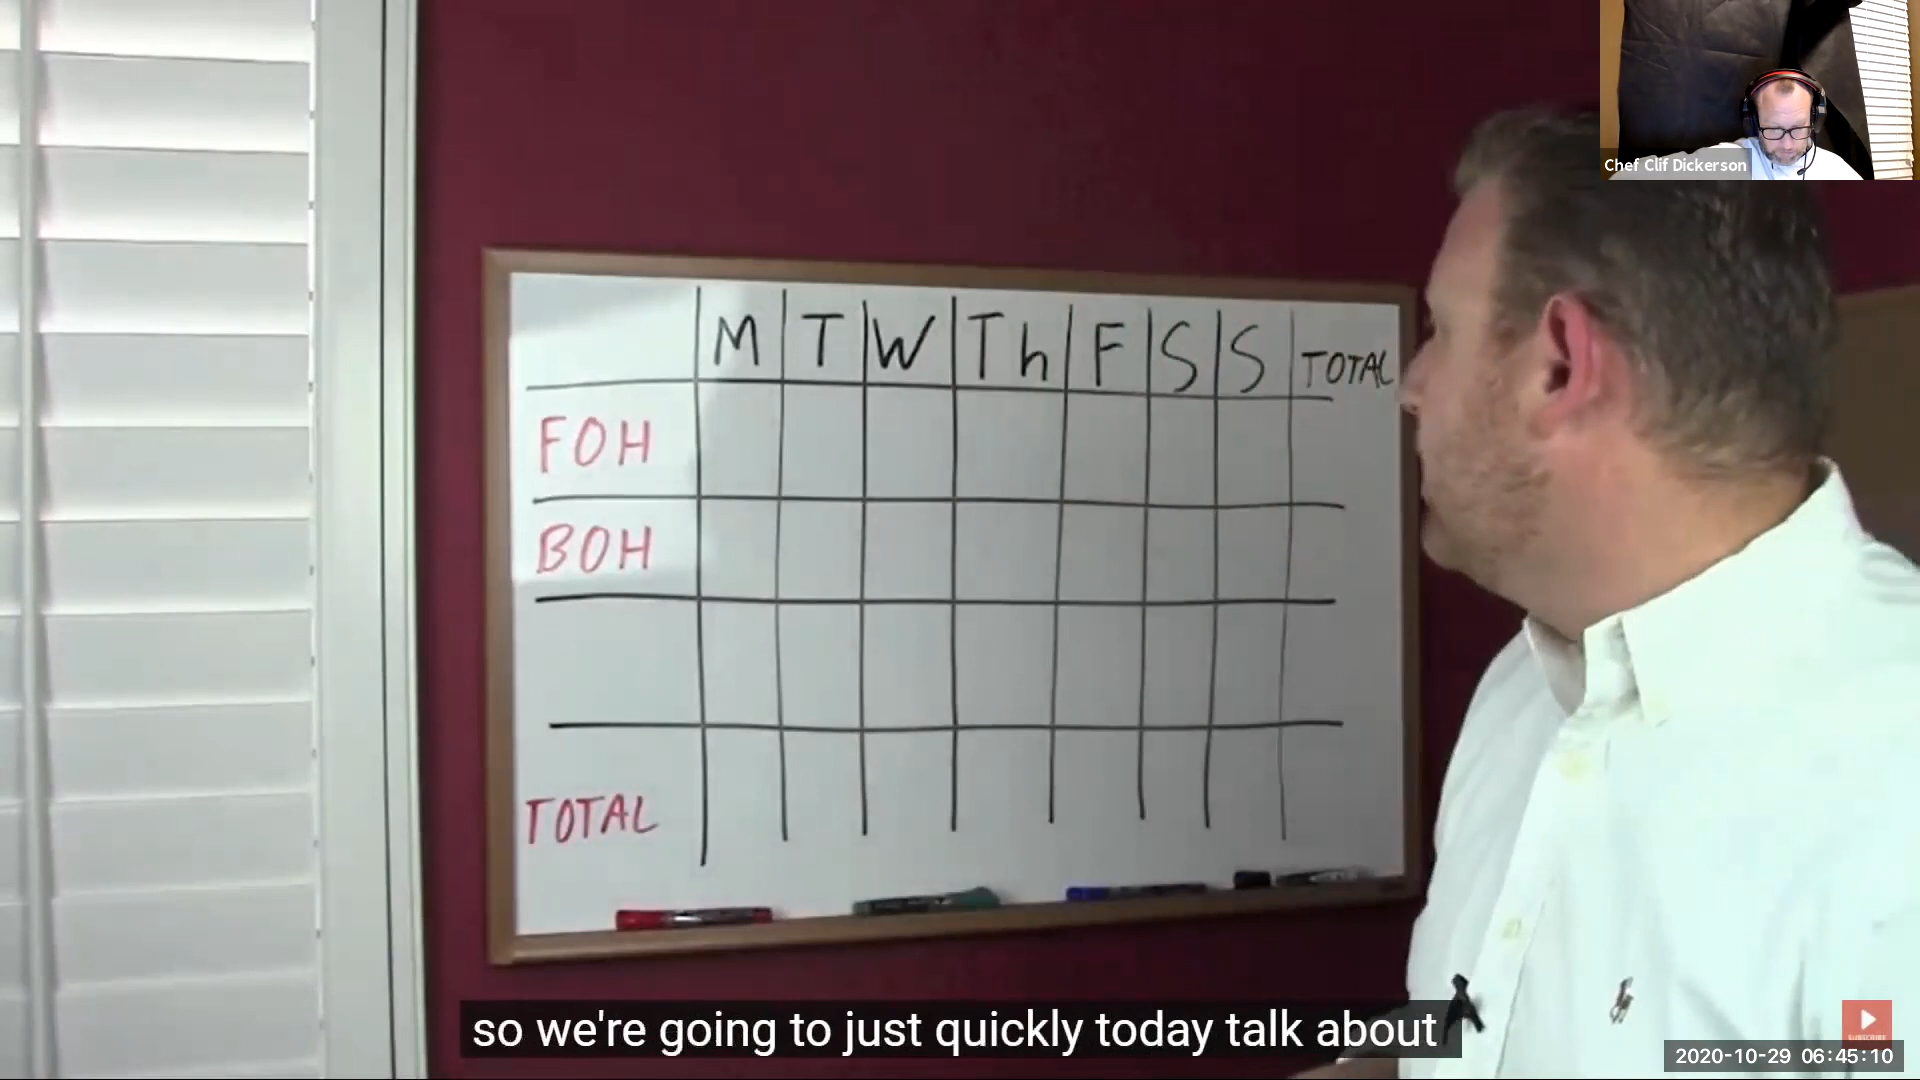 Chef Clif Dickerson
M T W Th F S S TOTAL
FOH
BOH
TOTAL
so we're going to just quickly today talk about
SUBSCRIBE
2020-10-29 06:45:10